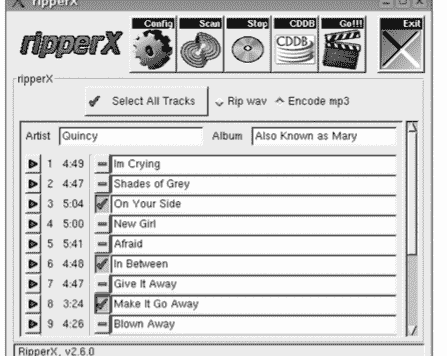 ripperX
ripperX
Config
Scan
Stop
CDDB
CDDB
Go!!!
Exit
ripperX
Select All Tracks
Rip wav
Encode mp3
Artist Quincy Album Also Known as Mary
1 4:49 Im Crying
2 4:47 Shades of Grey
3 5:04 On Your Side
4 5:00 New Girl
5 5:41 Afraid
6 4:48 In Between
7 4:47 Give It Away
8 3:24 Make It Go Away
9 4:26 Blown Away
RipperX, v2.6.0